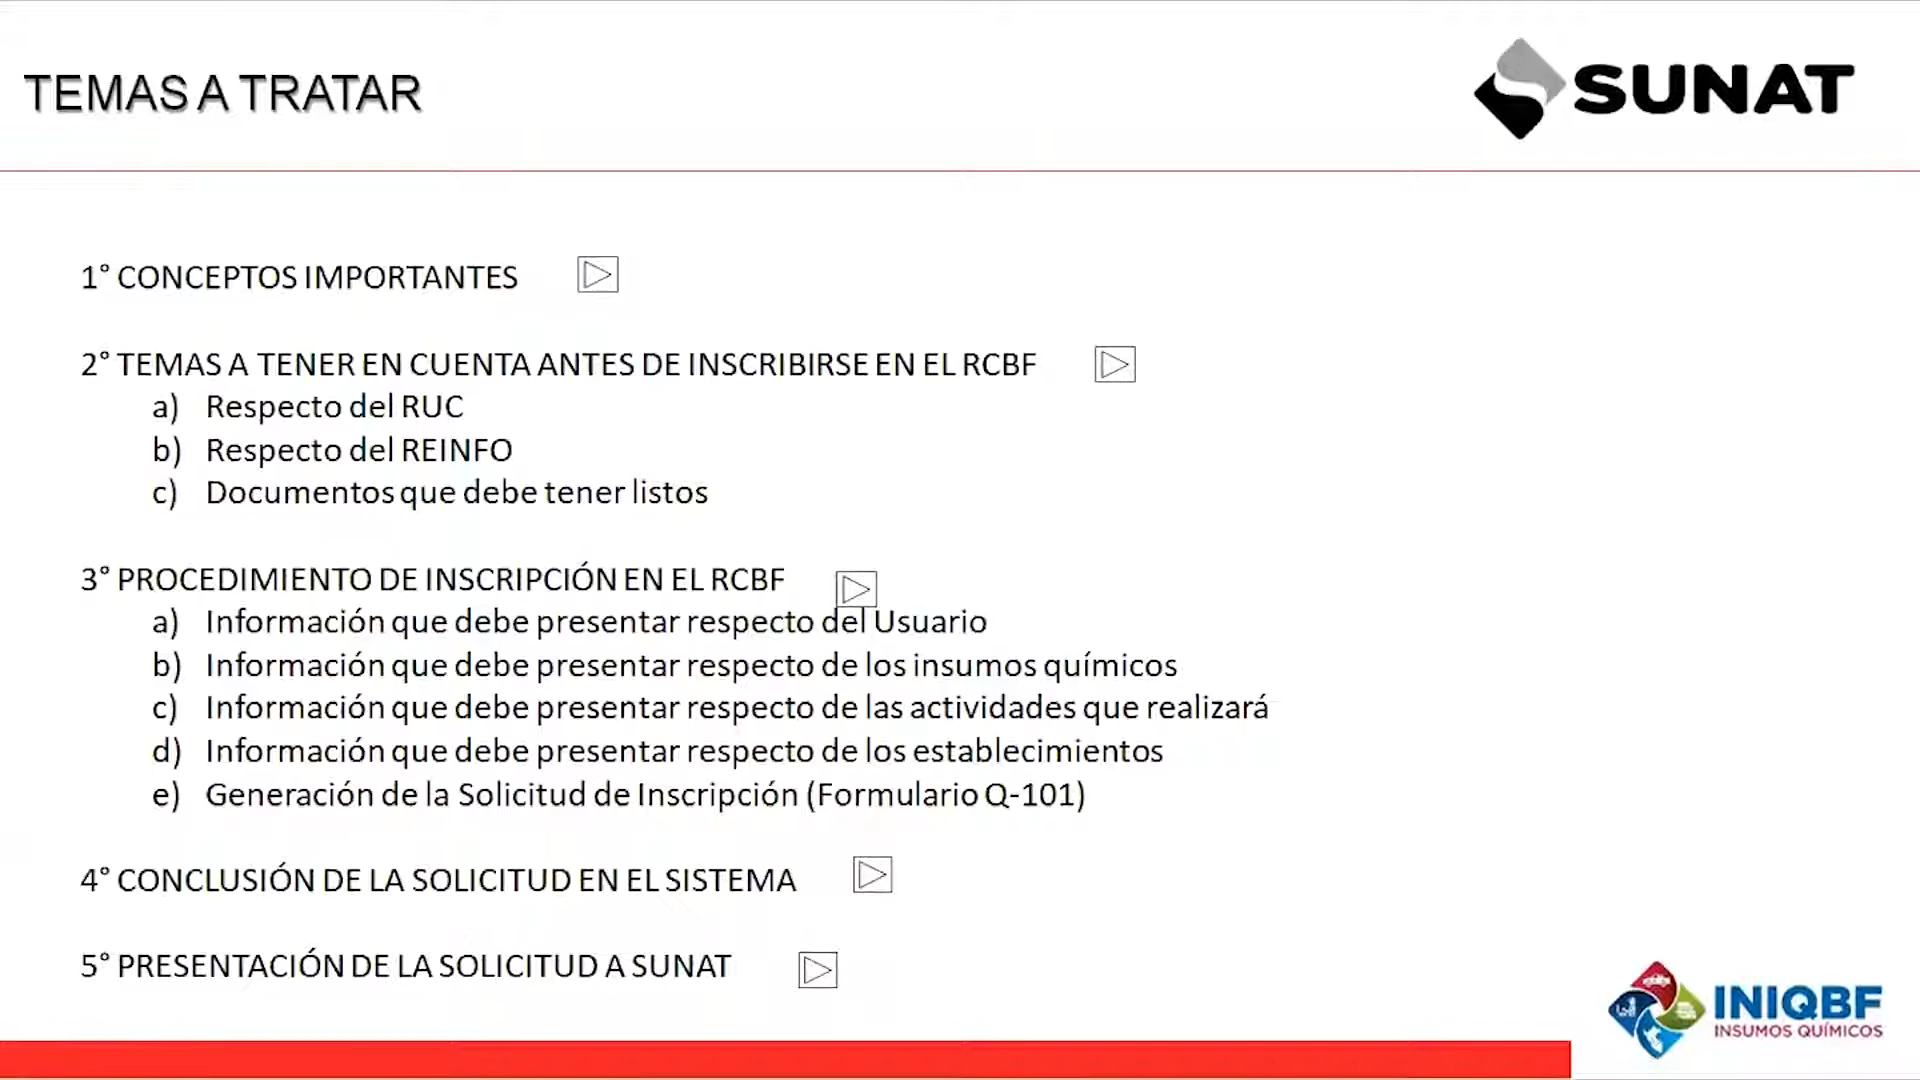 TEMAS A TRATAR
SUNAT
1° CONCEPTOS IMPORTANTES
2° TEMAS A TENER EN CUENTA ANTES DE INSCRIBIRSE EN EL RCBF
a) Respecto del RUC
b) Respecto del REINFO
c) Documentos que debe tener listos
3° PROCEDIMIENTO DE INSCRIPCIÓN EN EL RCBF
a) Información que debe presentar respecto del Usuario
b) Información que debe presentar respecto de los insumos químicos
c) Información que debe presentar respecto de las actividades que realizará
d) Información que debe presentar respecto de los establecimientos
e) Generación de la Solicitud de Inscripción (Formulario Q-101)
4° CONCLUSIÓN DE LA SOLICITUD EN EL SISTEMA
5° PRESENTACIÓN DE LA SOLICITUD A SUNAT
INIQBF
INSUMOS QUÍMICOS